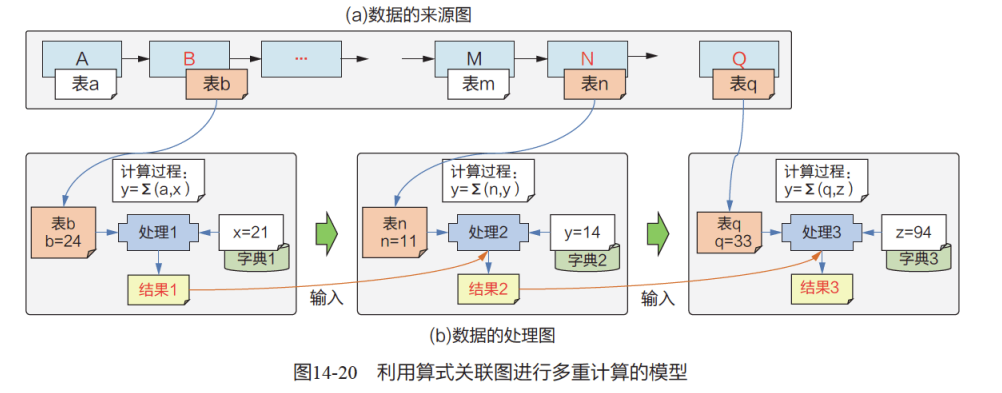 (a)数据的来源图
A
B
…
M
N
Q
表a
表b
表m
表n
表q
计算过程：
y=Σ(a,x)
计算过程：
y=Σ(n,y)
计算过程：
y=Σ(q,z)
表b
b=24
处理1
x=21
字典1
结果1
输入
表n
n=11
处理2
y=14
字典2
结果2
输入
表q
q=33
处理3
z=94
字典3
结果3
(b)数据的处理图
图14-20 利用算式关联图进行多重计算的模型